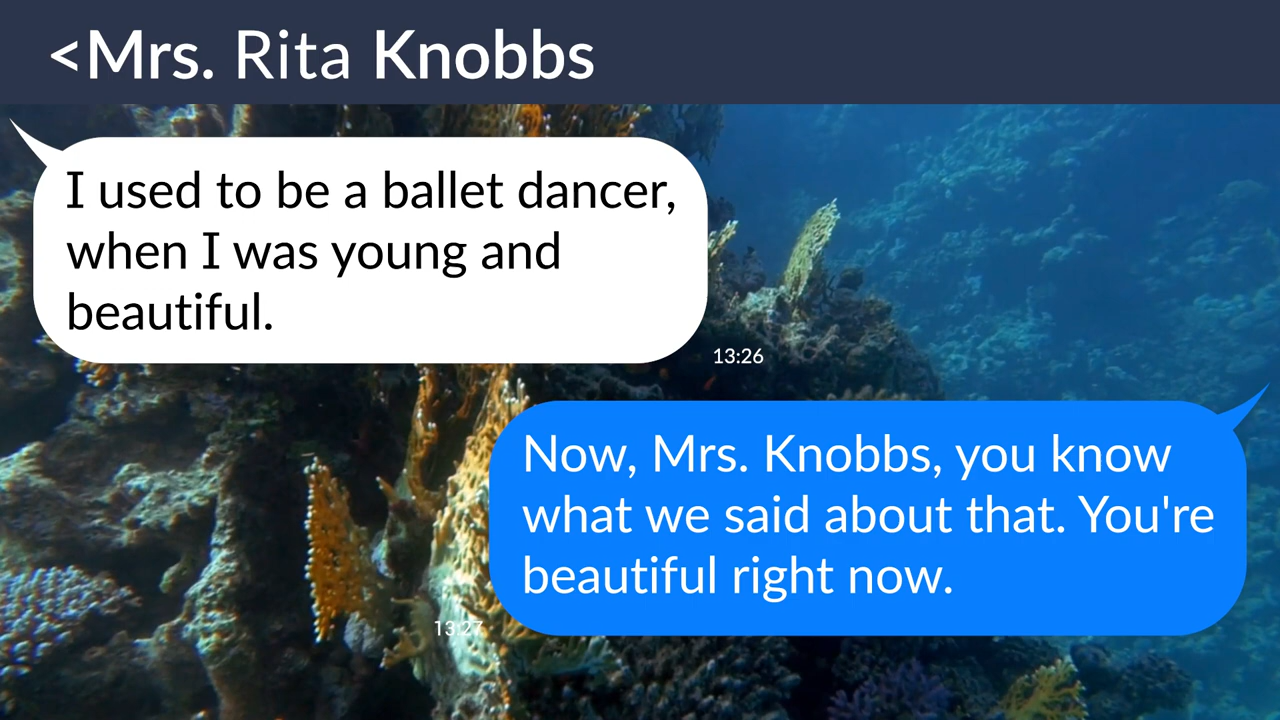 <Mrs. Rita Knobbs
I used to be a ballet dancer,
when I was young and
beautiful.
13:26
Now, Mrs. Knobbs, you know
what we said about that. You're
beautiful right now.
13:27